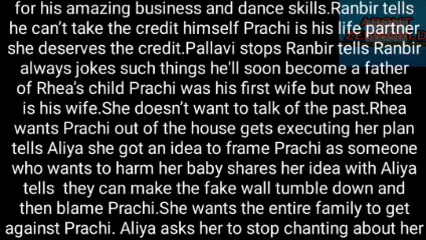 for his amazing business and dance skills.Ranbir tells
he can't take the credit himself Prachi is his life partner
she deserves the credit.Pallavi stops Ranbir tells Ranbir
always jokes such things he'll soon become a father
of Rhea's child Prachi was his first wife but now Rhea
is his wife.She doesn't want to talk of the past.Rhea
wants Prachi out of the house gets executing her plan
tells Aliya she got an idea to frame Prachi as someone
who wants to harm her baby shares her idea with Aliya
tells they can make the fake wall tumble down and
then blame Prachi.She wants the entire family to get
against Prachi. Aliya asks her to stop chanting about her